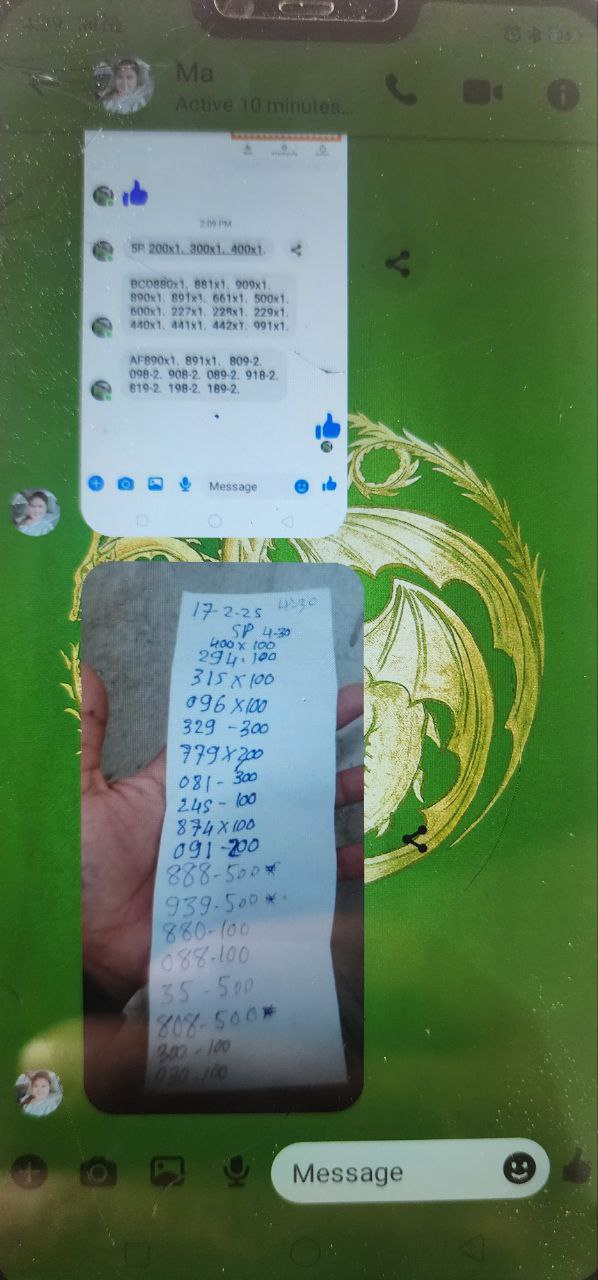 Ma
Active 10 minutes...
2:09 PM
SP. 200x1. 300x1. 400x1.
BCD880x1. 881x1. 909x1.
890x1. 891x1. 661x1. 500x1.
600x1. 227x1. 228x1. 229x1.
440x1. 441x1. 442x1. 991x1.
AF890x1. 891x1. 809-2.
098-2. 908-2. 089-2. 918-2.
819-2. 198-2. 189-2.
Message
17-2-25 4-30
SP 4-30
400 x 100
294-100
315 x 100
096 x 100
329 - 300
779 x
081 - 300
245 - 100
874 x 100
091 - 200
888-500*
939-500*
880-100
088-100
35-500
808-500*
300-100
030-100
Message